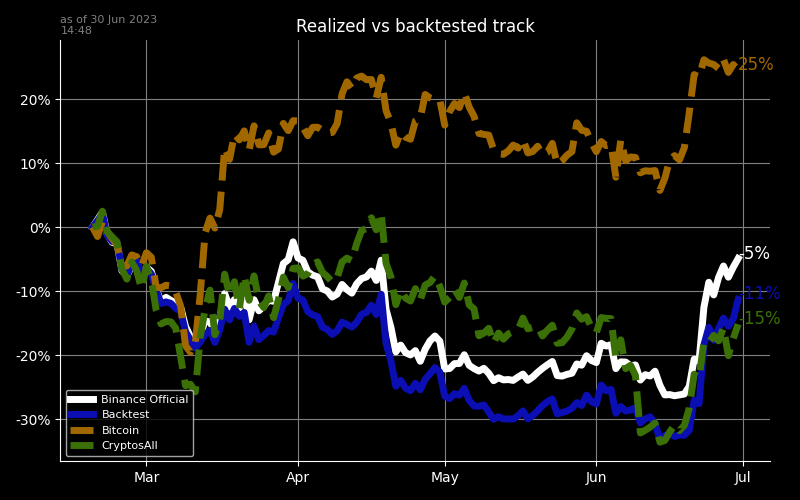 as of 30 Jun 2023
14:48
Realized vs backtested track
25%
20%
10%
0%
-5%
-10%
-11%
-15%
-20%
-30%
Binance Official
Backtest
Bitcoin
CryptosAll
Mar Apr May Jun Jul